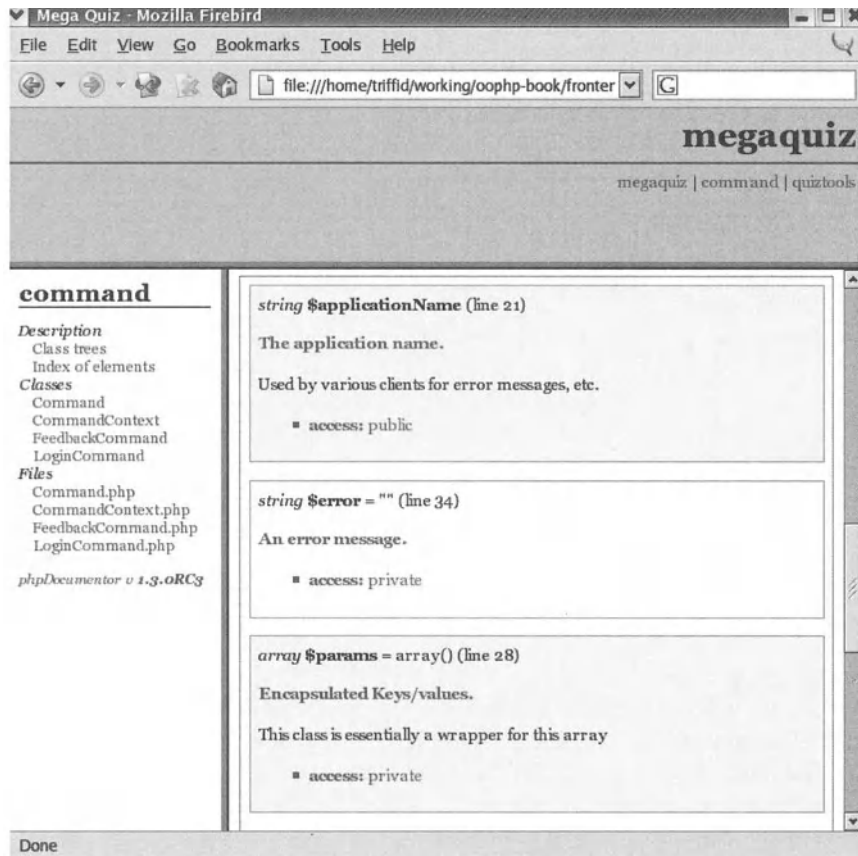 Mega Quiz - Mozilla Firebird
File Edit View Go Bookmarks Tools Help
file:///home/triffid/working/oophp-book/fronter
G
megaquiz
megaquiz | command | quiztools
command
Description
Class trees
Index of elements
Classes
Command
CommandContext
FeedbackCommand
LoginCommand
Files
Command.php
CommandContext.php
FeedbackCommand.php
LoginCommand.php
phpDocumentor v 1.3.0RC3
string $applicationName (line 21)
The application name.
Used by various clients for error messages, etc.
access: public
string $error = "" (line 34)
An error message.
access: private
array $params = array() (line 28)
Encapsulated Keys/values.
This class is essentially a wrapper for this array
access: private
Done